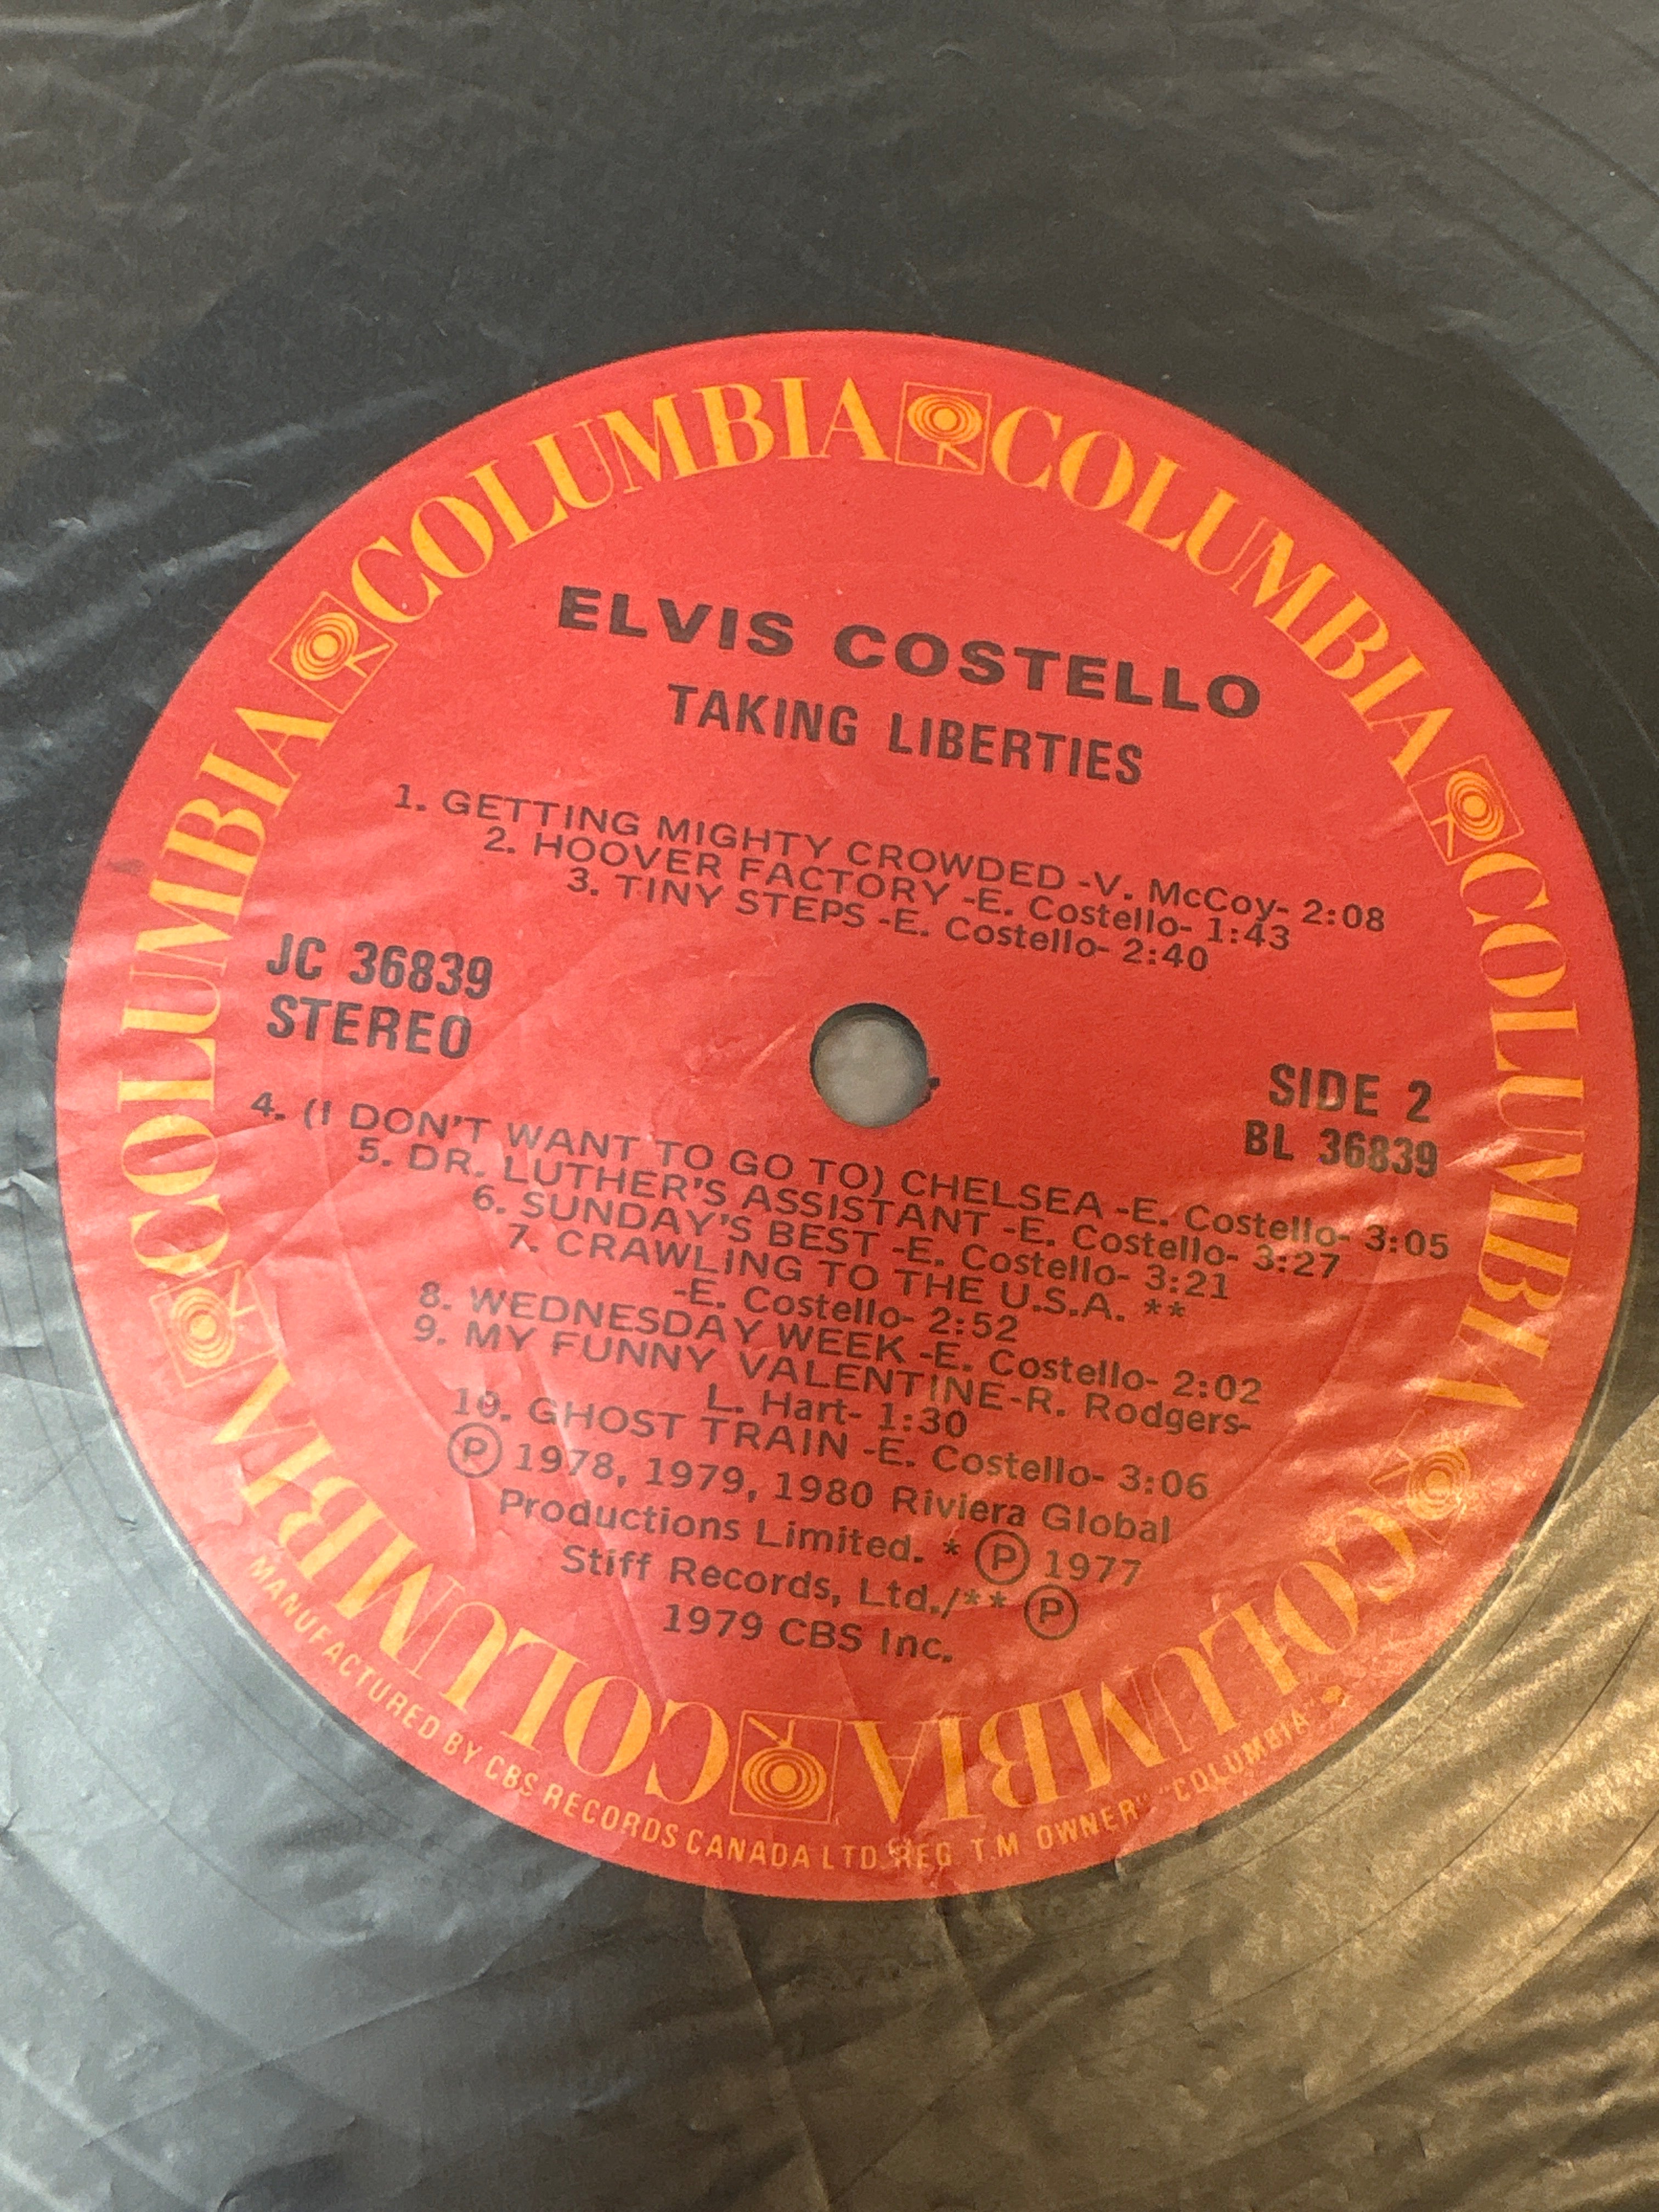 COLUMBIA COLUMBIA COLUMBIA COLUMBIA COLUMBIA COLUMBIA
ELVIS COSTELLO
TAKING LIBERTIES
1. GETTING MIGHTY CROWDED -V. McCoy- 2:08
2. HOOVER FACTORY -E. Costello- 1:43
3. TINY STEPS -E. Costello- 2:40
JC 36839
STEREO
SIDE 2
BL 36839
4. (I DON'T WANT TO GO TO) CHELSEA -E. Costello- 3:05
5. DR. LUTHER'S ASSISTANT -E. Costello- 3:27
6. SUNDAY'S BEST -E. Costello- 3:21
7. CRAWLING TO THE U.S.A. **
-E. Costello- 2:52
8. WEDNESDAY WEEK -E. Costello- 2:02
9. MY FUNNY VALENTINE-R. Rodgers-
L. Hart- 1:30
10. GHOST TRAIN -E. Costello- 3:06
Ⓟ 1978, 1979, 1980 Riviera Global
Productions Limited. * Ⓟ 1977
Stiff Records, Ltd./** Ⓟ
1979 CBS Inc.
MANUFACTURED BY CBS RECORDS CANADA LTD. REG. T.M. OWNER "COLUMBIA"